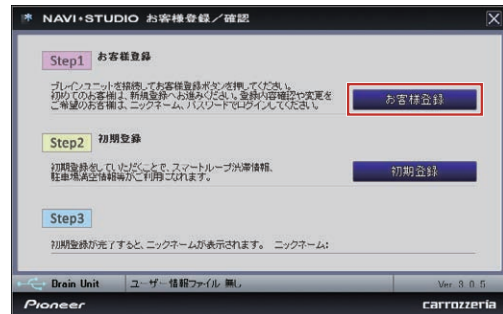 NAVI*STUDIO お客様登録／確認
Step1 お客様登録
ブレインユニットを接続してお客様登録ボタンを押してください。
初めてのお客様は、新規登録へお進みください。登録内容確認や変更を
ご希望のお客様は、ニックネーム、パスワードでログインしてください。
お客様登録
Step2 初期登録
初期登録をしていただくことで、スマートループ渋滞情報、
駐車場満空情報等がご利用になれます。
初期登録
Step3
初期登録が完了すると、ニックネームが表示されます。 ニックネーム：
Brain Unit ユーザー情報ファイル 無し Ver. 3. 0. 5
Pioneer carrozzeria